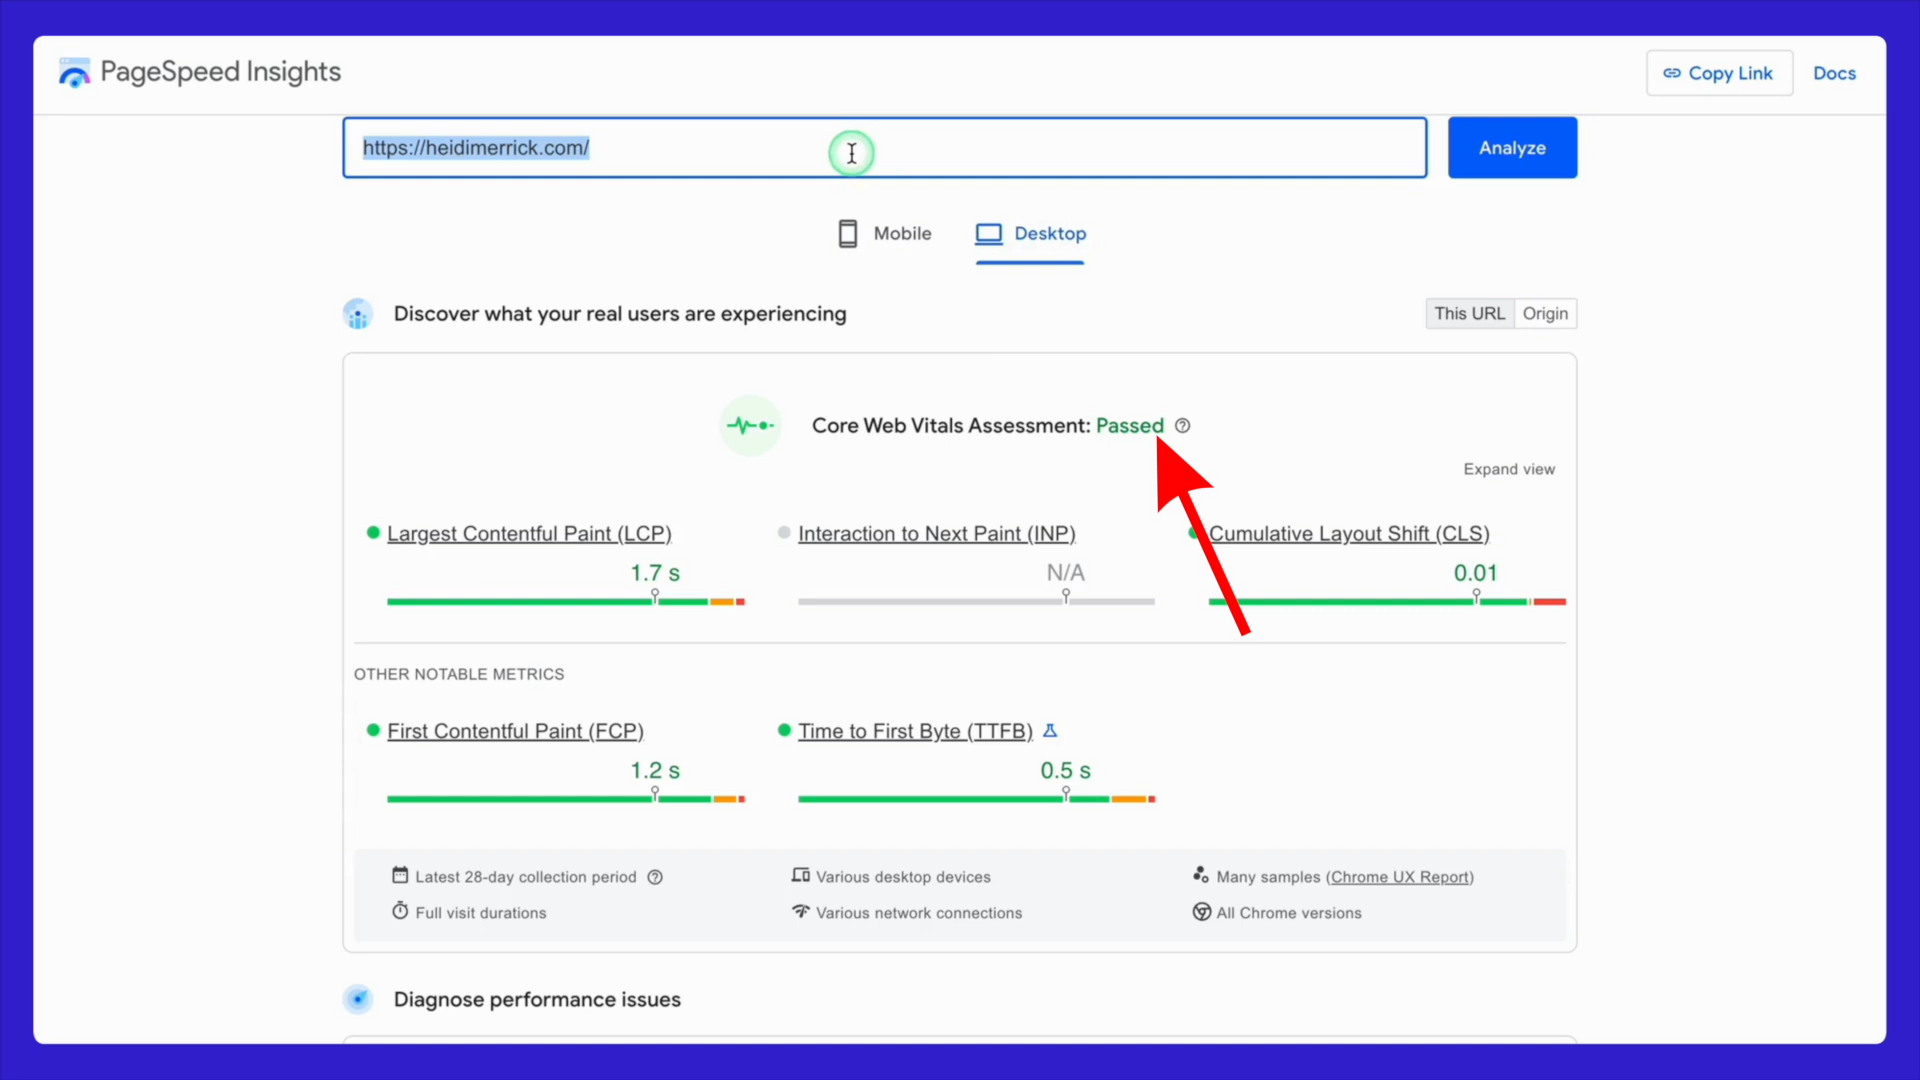 PageSpeed Insights
Copy Link
Docs
https://heidimerrick.com/
Analyze
Mobile
Desktop
Discover what your real users are experiencing
This URL
Origin
Core Web Vitals Assessment: Passed
Expand view
Largest Contentful Paint (LCP)
1.7 s
Interaction to Next Paint (INP)
N/A
Cumulative Layout Shift (CLS)
0.01
OTHER NOTABLE METRICS
First Contentful Paint (FCP)
1.2 s
Time to First Byte (TTFB)
0.5 s
Latest 28-day collection period
Various desktop devices
Many samples (Chrome UX Report)
Full visit durations
Various network connections
All Chrome versions
Diagnose performance issues